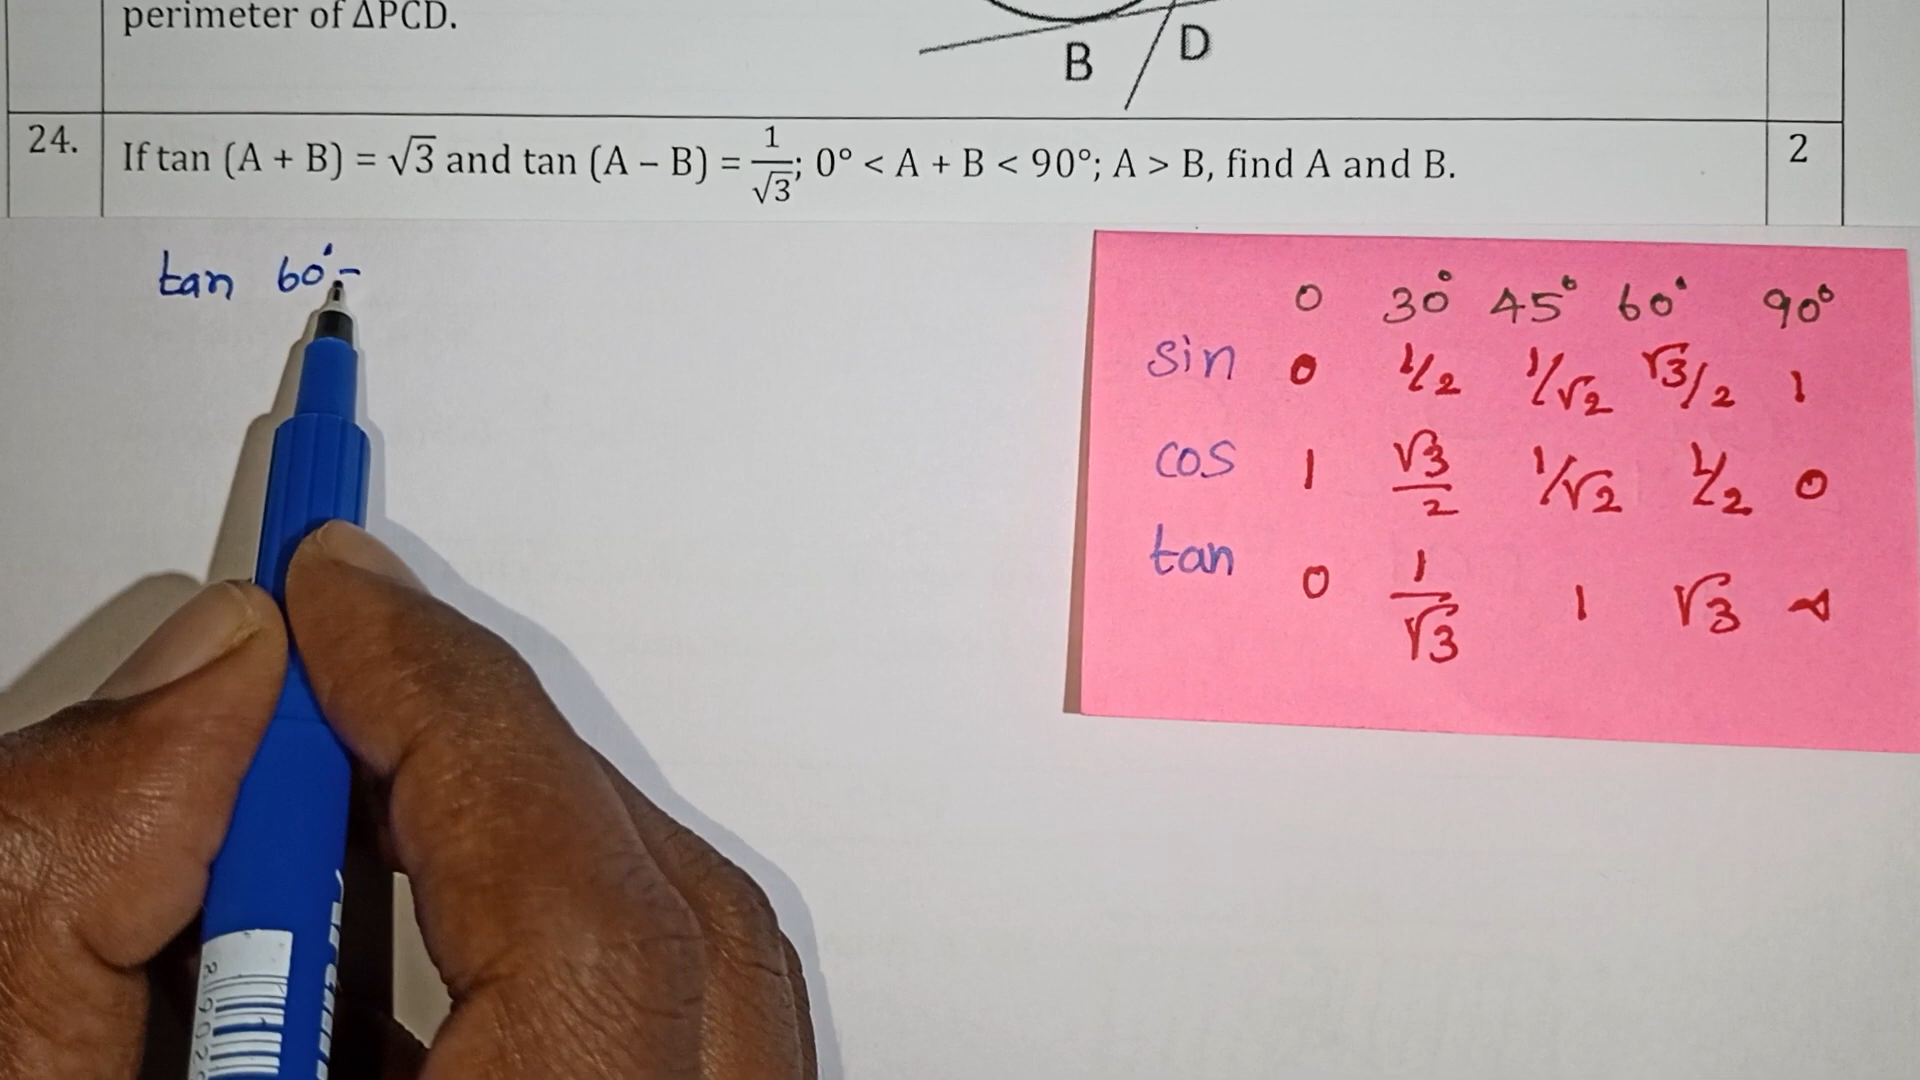 perimeter of ΔPCD.
B
D
24.
If tan (A + B) = √3 and tan (A − B) = 1/√3; 0° < A + B < 90°; A > B, find A and B.
2
tan 60° =
0 30° 45° 60° 90°
sin 0 1/2 1/√2 √3/2 1
cos 1 √3/2 1/√2 1/2 0
tan 0 1/√3 1 √3 ∝